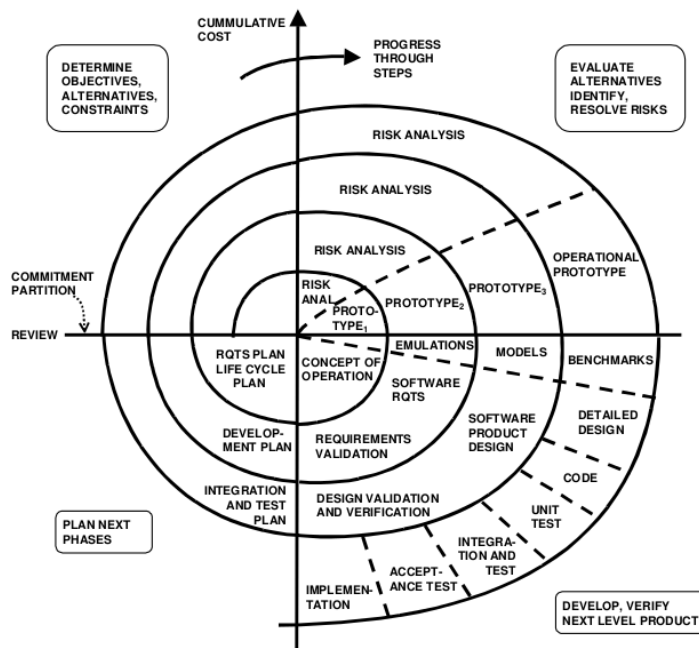 CUMMULATIVE
COST
PROGRESS
THROUGH
STEPS
DETERMINE
OBJECTIVES,
ALTERNATIVES,
CONSTRAINTS
EVALUATE
ALTERNATIVES
IDENTIFY,
RESOLVE RISKS
RISK ANALYSIS
RISK ANALYSIS
RISK ANALYSIS
RISK
ANAL.
PROTO-
TYPE1
PROTOTYPE2
PROTOTYPE3
OPERATIONAL
PROTOTYPE
COMMITMENT
PARTITION
REVIEW
EMULATIONS
MODELS
BENCHMARKS
RQTS PLAN
LIFE CYCLE
PLAN
CONCEPT OF
OPERATION
SOFTWARE
RQTS
SOFTWARE
PRODUCT
DESIGN
DETAILED
DESIGN
DEVELOP-
MENT PLAN
REQUIREMENTS
VALIDATION
CODE
INTEGRATION
AND TEST
PLAN
DESIGN VALIDATION
AND VERIFICATION
UNIT
TEST
INTEGRA-
TION AND
TEST
ACCEPT-
ANCE TEST
IMPLEMEN-
TATION
PLAN NEXT
PHASES
DEVELOP, VERIFY
NEXT LEVEL PRODUCT